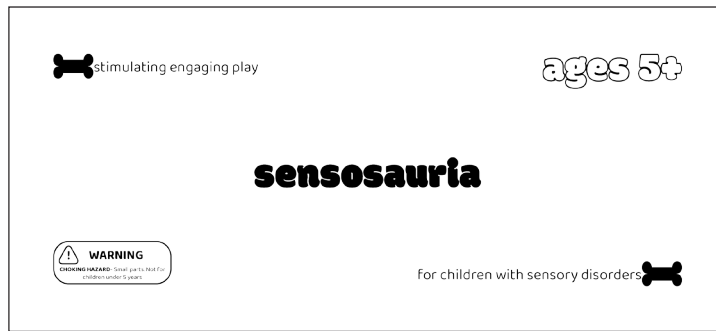 stimulating engaging play
ages 5+
sensosauria
WARNING
CHOKING HAZARD- Small parts. Not for
children under 5 years
for children with sensory disorders